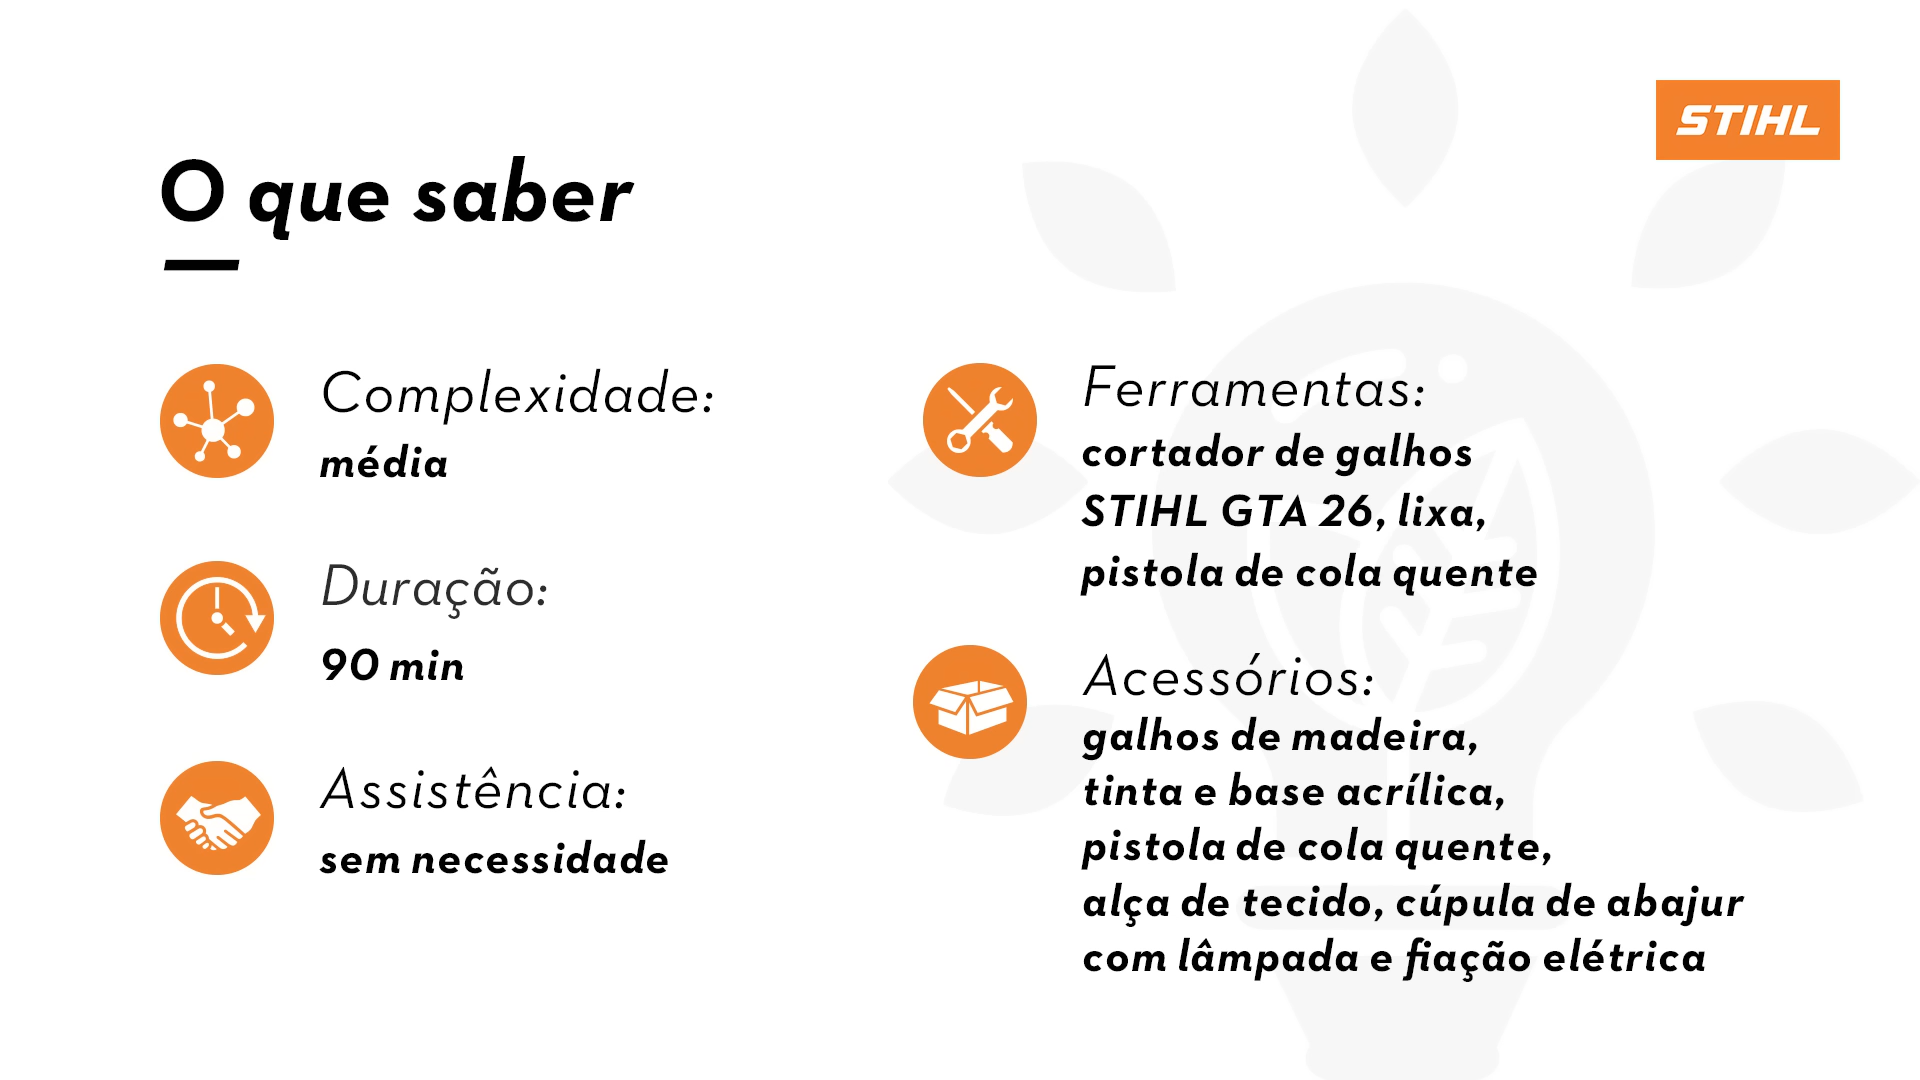 STIHL
O que saber
Complexidade:
média
Duração:
90 min
Assistência:
sem necessidade
Ferramentas:
cortador de galhos
STIHL GTA 26, lixa,
pistola de cola quente
Acessórios:
galhos de madeira,
tinta e base acrílica,
pistola de cola quente,
alça de tecido, cúpula de abajur
com lâmpada e fiação elétrica